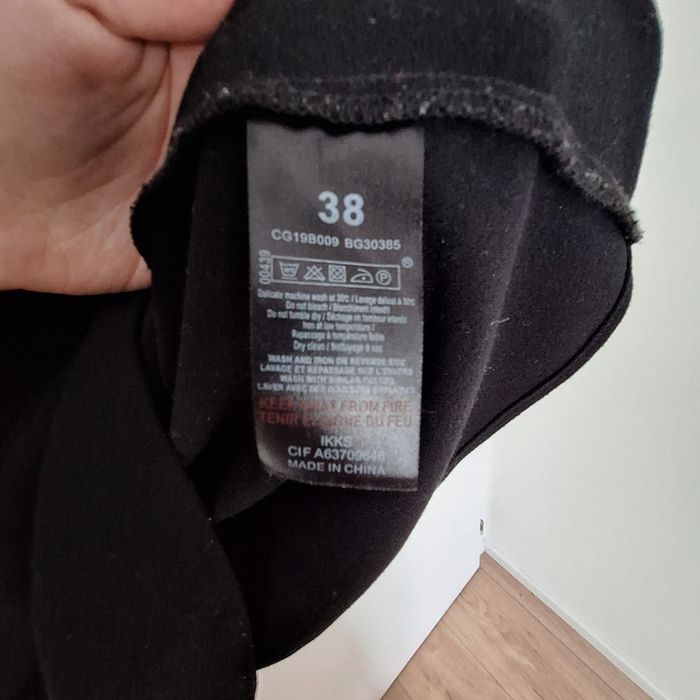 38
CG19B009 BG30385
00439
P
Delicate machine wash at 30°c / Lavage délicat à 30°c
Do not bleach / Blanchiment interdit
Do not tumble dry / Séchage en tambour interdit
Iron at low temperature /
Repassage à température faible
Dry clean / Nettoyage à sec
WASH AND IRON ON REVERSE SIDE
LAVAGE ET REPASSAGE SUR L'ENVERS
WASH WITH SIMILAR COLORS
LAVER AVEC DES COULEURS SIMILAIRES
KEEP AWAY FROM FIRE
TENIR ELOIGNE DU FEU
IKKS
CIF A63709646
MADE IN CHINA